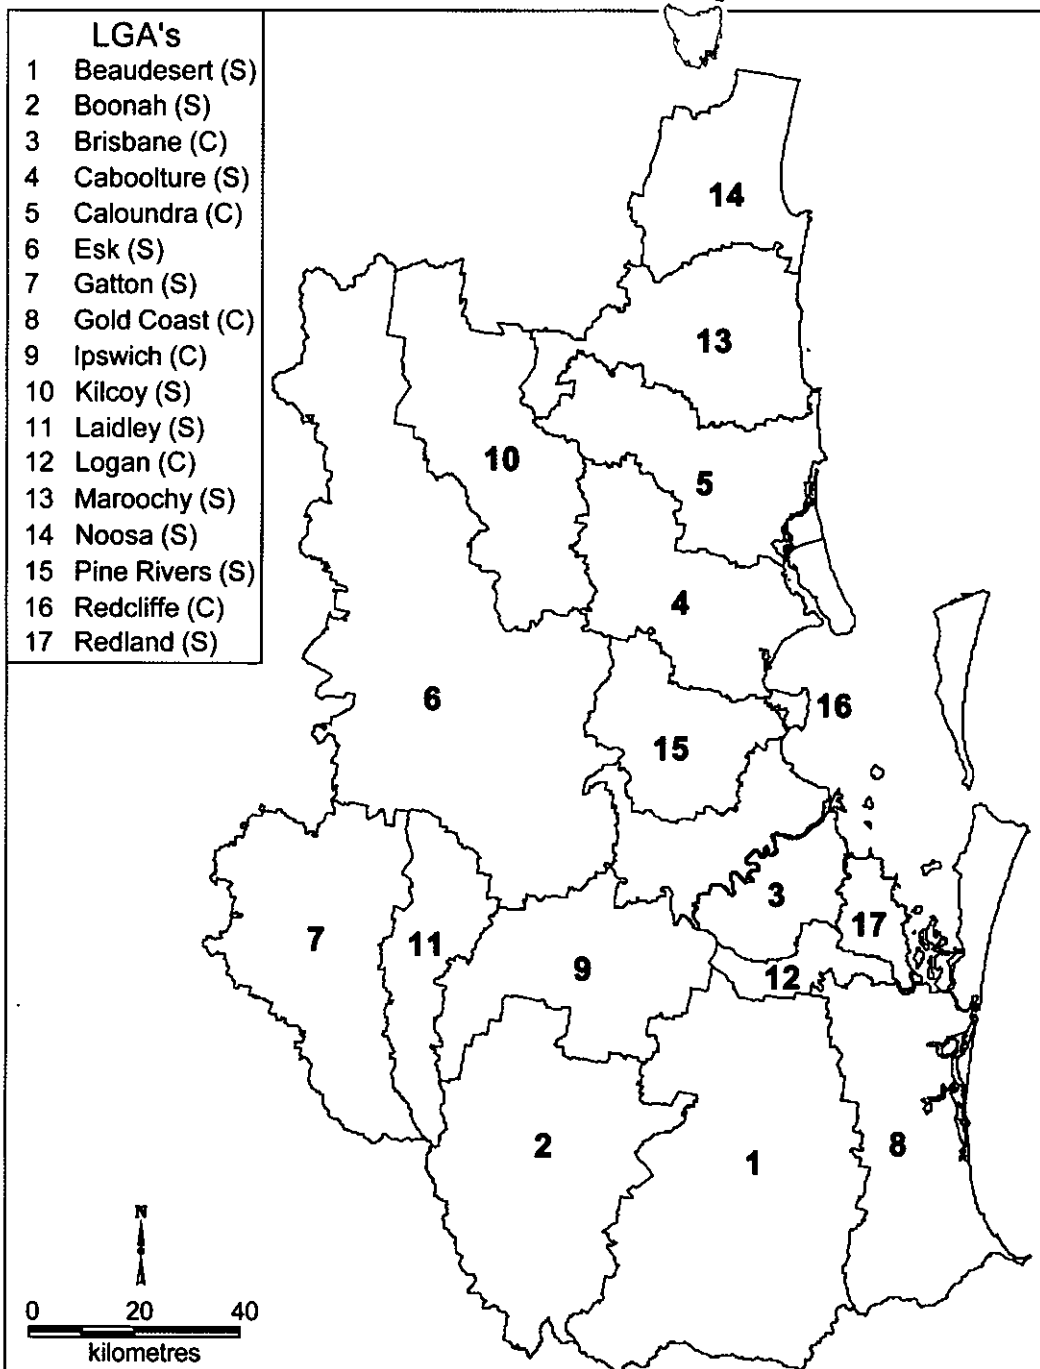 LGA's
1 Beaudesert (S)
2 Boonah (S)
3 Brisbane (C)
4 Caboolture (S)
5 Caloundra (C)
6 Esk (S)
7 Gatton (S)
8 Gold Coast (C)
9 Ipswich (C)
10 Kilcoy (S)
11 Laidley (S)
12 Logan (C)
13 Maroochy (S)
14 Noosa (S)
15 Pine Rivers (S)
16 Redcliffe (C)
17 Redland (S)
14
13
10
5
4
6
16
15
3
17
7
11
9
12
2
1
8
N
0 20 40
kilometres